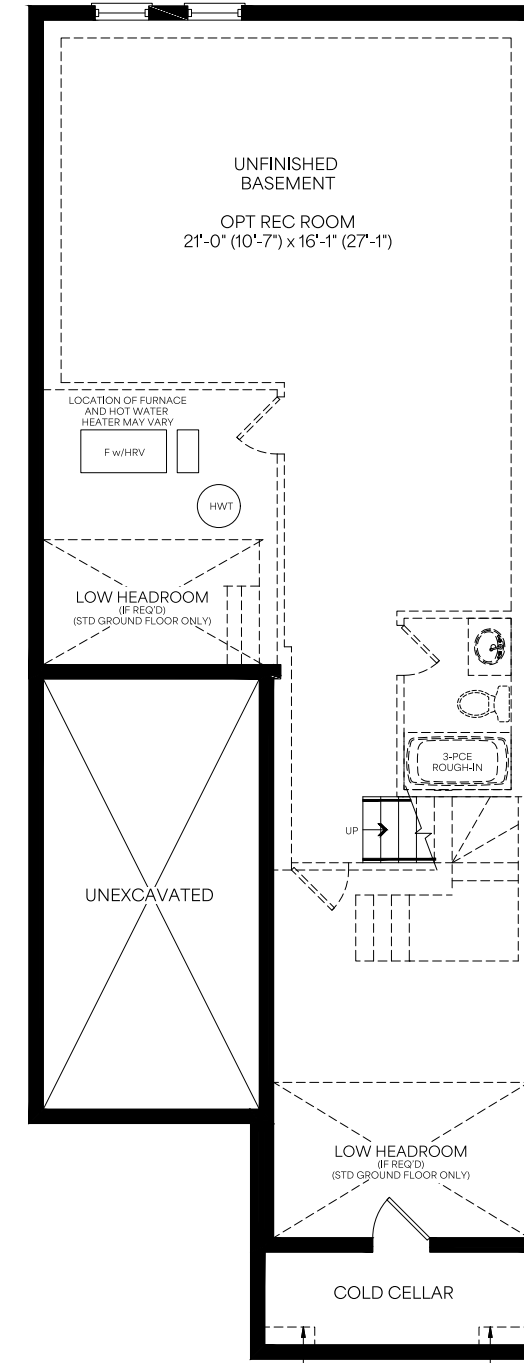 UNFINISHED
BASEMENT
OPT REC ROOM
21'-0" (10'-7") x 16'-1" (27'-1")
LOCATION OF FURNACE
AND HOT WATER
HEATER MAY VARY
F w/HRV
HWT
LOW HEADROOM
(IF REQ'D)
(STD GROUND FLOOR ONLY)
3-PCE
ROUGH-IN
UP
UNEXCAVATED
LOW HEADROOM
(IF REQ'D)
(STD GROUND FLOOR ONLY)
COLD CELLAR